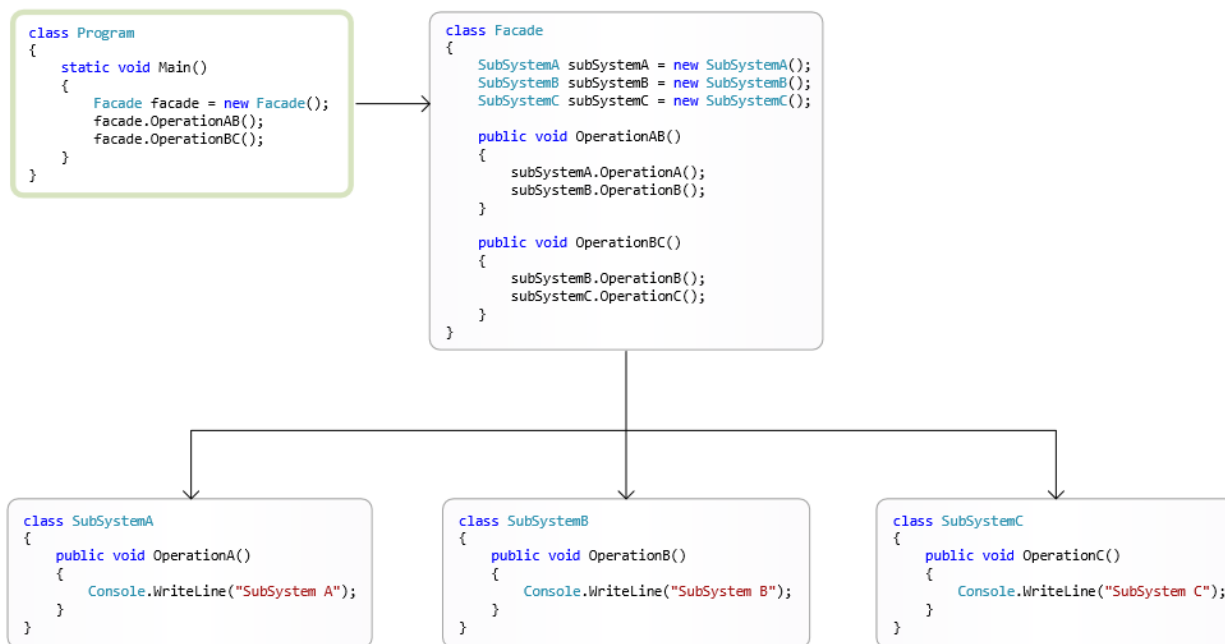 class Program
{
    static void Main()
    {
        Facade facade = new Facade();
        facade.OperationAB();
        facade.OperationBC();
    }
}
class Facade
{
    SubSystemA subSystemA = new SubSystemA();
    SubSystemB subSystemB = new SubSystemB();
    SubSystemC subSystemC = new SubSystemC();

    public void OperationAB()
    {
        subSystemA.OperationA();
        subSystemB.OperationB();
    }

    public void OperationBC()
    {
        subSystemB.OperationB();
        subSystemC.OperationC();
    }
}
class SubSystemA
{
    public void OperationA()
    {
        Console.WriteLine("SubSystem A");
    }
}
class SubSystemB
{
    public void OperationB()
    {
        Console.WriteLine("SubSystem B");
    }
}
class SubSystemC
{
    public void OperationC()
    {
        Console.WriteLine("SubSystem C");
    }
}